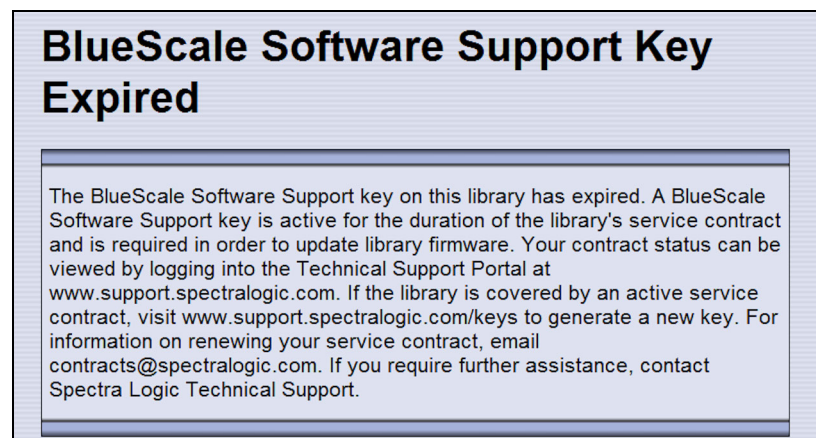 BlueScale Software Support Key
Expired
The BlueScale Software Support key on this library has expired. A BlueScale
Software Support key is active for the duration of the library's service contract
and is required in order to update library firmware. Your contract status can be
viewed by logging into the Technical Support Portal at
www.support.spectralogic.com. If the library is covered by an active service
contract, visit www.support.spectralogic.com/keys to generate a new key. For
information on renewing your service contract, email
contracts@spectralogic.com. If you require further assistance, contact
Spectra Logic Technical Support.